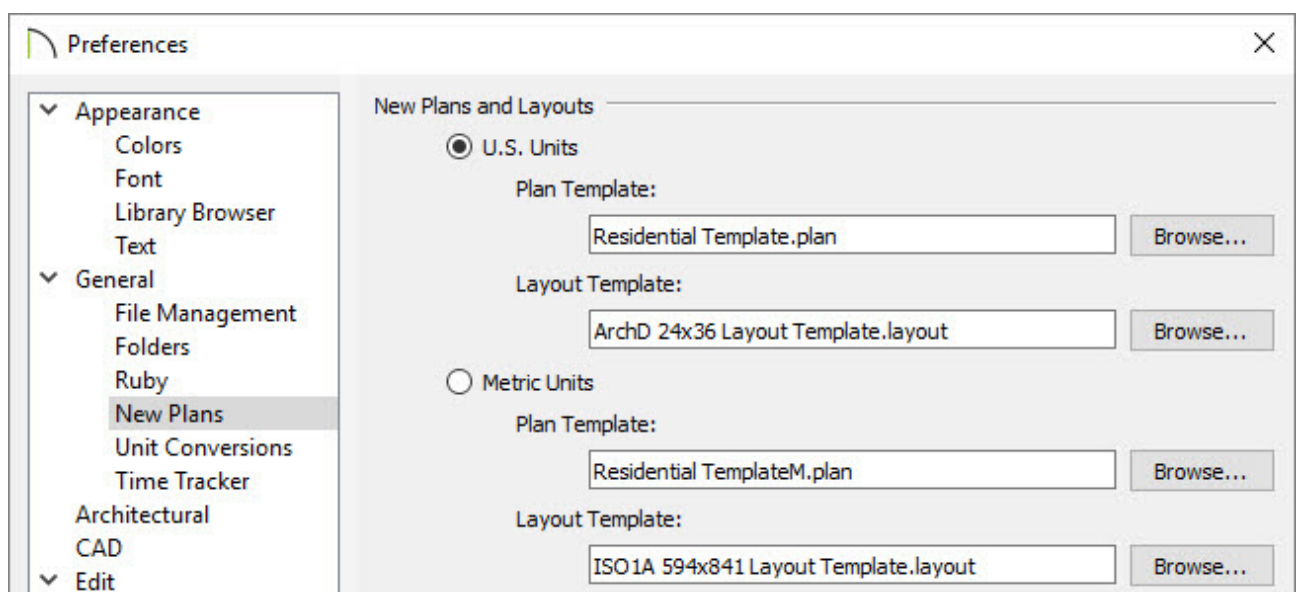 Preferences
Appearance
Colors
Font
Library Browser
Text
General
File Management
Folders
Ruby
New Plans
Unit Conversions
Time Tracker
Architectural
CAD
Edit
New Plans and Layouts
U.S. Units
Plan Template:
Residential Template.plan Browse...
Layout Template:
ArchD 24x36 Layout Template.layout Browse...
Metric Units
Plan Template:
Residential TemplateM.plan Browse...
Layout Template:
ISO1A 594x841 Layout Template.layout Browse...